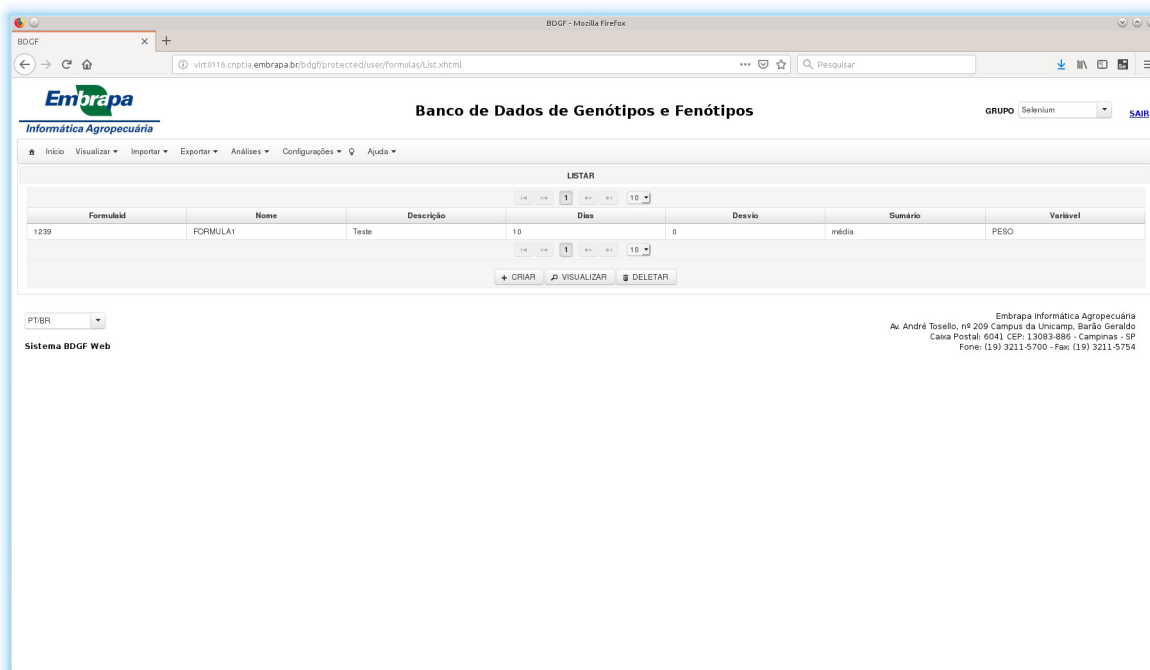 BDGF - Mozilla Firefox
BDGF
virt0116.cnptia.embrapa.br/bdgf/protected/user/formulas/List.xhtml
Pesquisar
Embrapa
Informática Agropecuária
Banco de Dados de Genótipos e Fenótipos
GRUPO Selenium
SAIR
Início Visualizar Importar Exportar Análises Configurações Ajuda
LISTAR
1 10
Formulaid Nome Descrição Dias Desvio Sumário Variável
1239 FORMULA1 Teste 10 0 média PESO
1 10
+ CRIAR VISUALIZAR DELETAR
PT/BR
Sistema BDGF Web
Embrapa Informática Agropecuária
Av. André Tosello, nº 209 Campus da Unicamp, Barão Geraldo
Caixa Postal: 6041 CEP: 13083-886 - Campinas - SP
Fone: (19) 3211-5700 - Fax: (19) 3211-5754